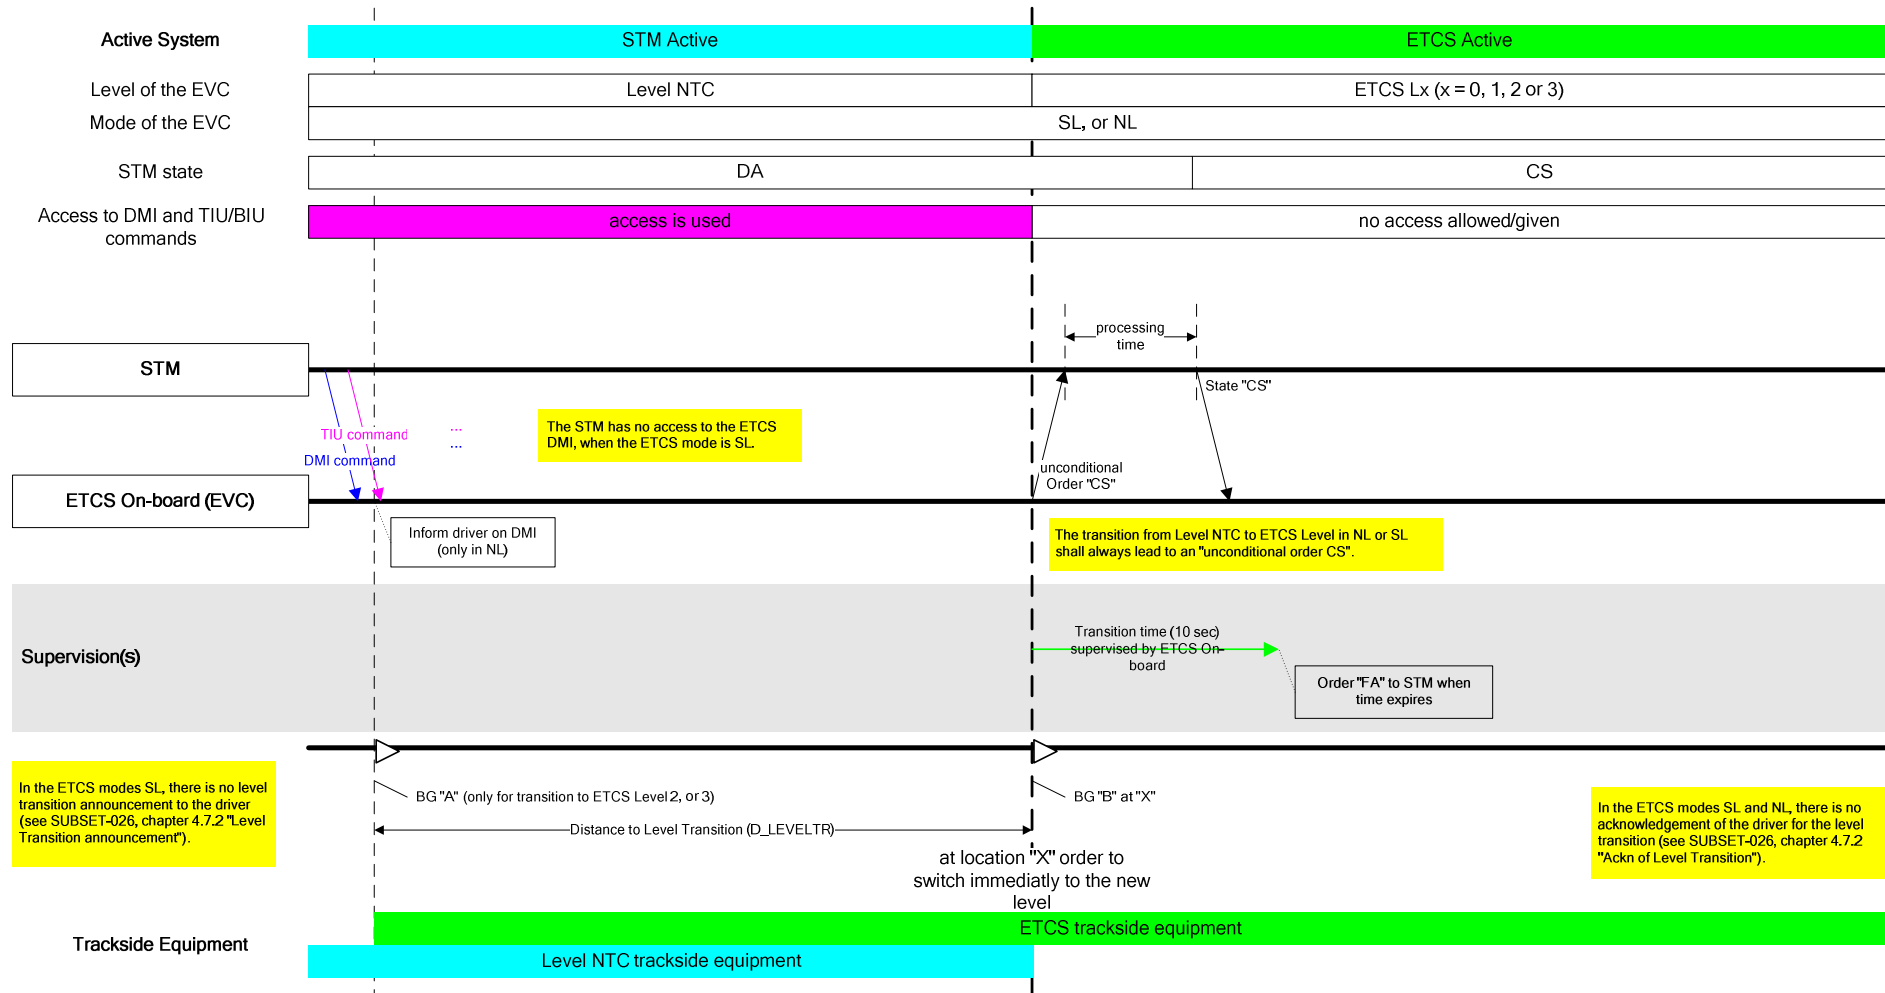 Active System
STM Active
ETCS Active
Level of the EVC
Level NTC
ETCS Lx (x = 0, 1, 2 or 3)
Mode of the EVC
SL, or NL
STM state
DA
CS
Access to DMI and TIU/BIU
commands
access is used
no access allowed/given
processing
time
STM
State "CS"
The STM has no access to the ETCS
DMI, when the ETCS mode is SL.
TIU command
...
...
DMI command
unconditional
Order "CS"
ETCS On-board (EVC)
Inform driver on DMI
(only in NL)
The transition from Level NTC to ETCS Level in NL or SL
shall always lead to an "unconditional order CS".
Supervision(s)
Transition time (10 sec)
supervised by ETCS On-
board
Order "FA" to STM when
time expires
In the ETCS modes SL, there is no level
transition announcement to the driver
(see SUBSET-026, chapter 4.7.2 "Level
Transition announcement").
BG "A" (only for transition to ETCS Level 2, or 3)
BG "B" at "X"
In the ETCS modes SL and NL, there is no
acknowledgement of the driver for the level
transition (see SUBSET-026, chapter 4.7.2
"Ackn of Level Transition").
Distance to Level Transition (D_LEVELTR)
at location "X" order to
switch immediatly to the new
level
Trackside Equipment
ETCS trackside equipment
Level NTC trackside equipment